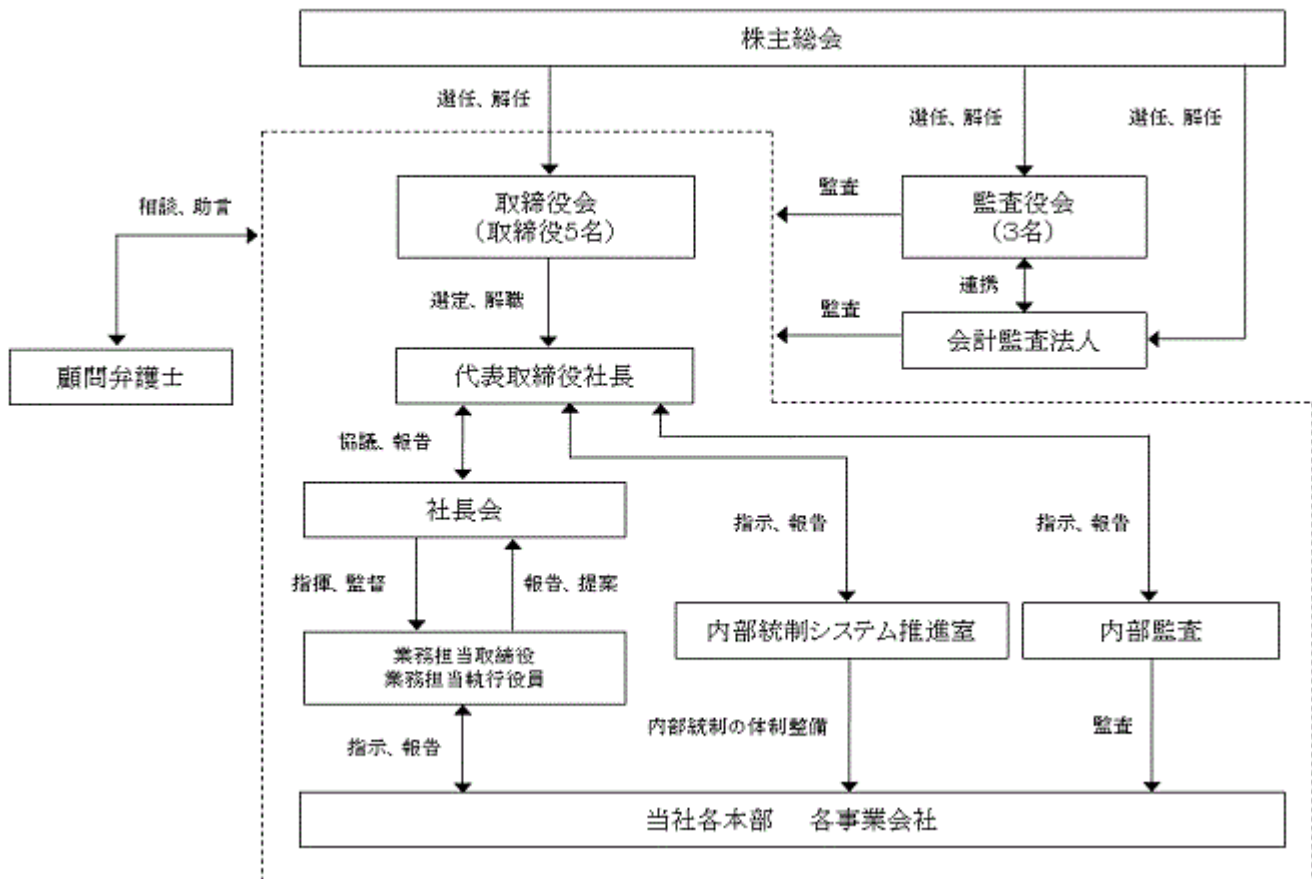 株主総会
選任、解任
選任、解任
選任、解任
取締役会
（取締役5名）
監査
監査役会
（3名）
相談、助言
連携
選定、解職
監査
会計監査法人
顧問弁護士
代表取締役社長
協議、報告
社長会
指示、報告
指示、報告
指揮、監督
報告、提案
業務担当取締役
業務担当執行役員
内部統制システム推進室
内部監査
指示、報告
内部統制の体制整備
監査
当社各本部　各事業会社